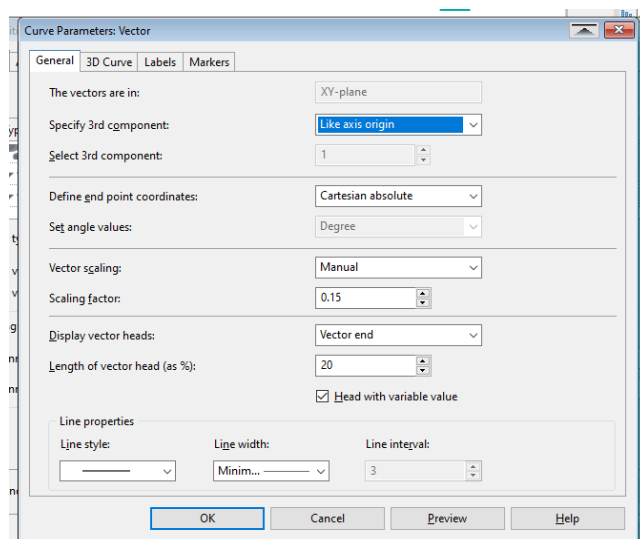 Curve Parameters: Vector
General 3D Curve Labels Markers
The vectors are in: XY-plane
Specify 3rd component: Like axis origin
Select 3rd component: 1
Define end point coordinates: Cartesian absolute
Set angle values: Degree
Vector scaling: Manual
Scaling factor: 0.15
Display vector heads: Vector end
Length of vector head (as %): 20
Head with variable value
Line properties
Line style: Line width: Line interval:
Minim... 3
OK Cancel Preview Help